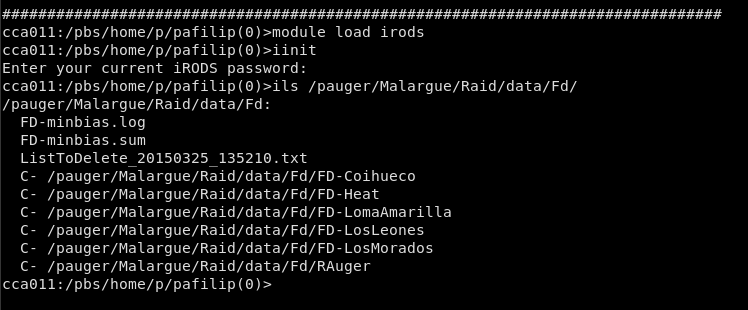 ################################################################################
cca011:/pbs/home/p/pafilip(0)>module load irods
cca011:/pbs/home/p/pafilip(0)>iinit
Enter your current iRODS password:
cca011:/pbs/home/p/pafilip(0)>ils /pauger/Malargue/Raid/data/Fd/
/pauger/Malargue/Raid/data/Fd:
  FD-minbias.log
  FD-minbias.sum
  ListToDelete_20150325_135210.txt
  C- /pauger/Malargue/Raid/data/Fd/FD-Coihueco
  C- /pauger/Malargue/Raid/data/Fd/FD-Heat
  C- /pauger/Malargue/Raid/data/Fd/FD-LomaAmarilla
  C- /pauger/Malargue/Raid/data/Fd/FD-LosLeones
  C- /pauger/Malargue/Raid/data/Fd/FD-LosMorados
  C- /pauger/Malargue/Raid/data/Fd/RAuger
cca011:/pbs/home/p/pafilip(0)>